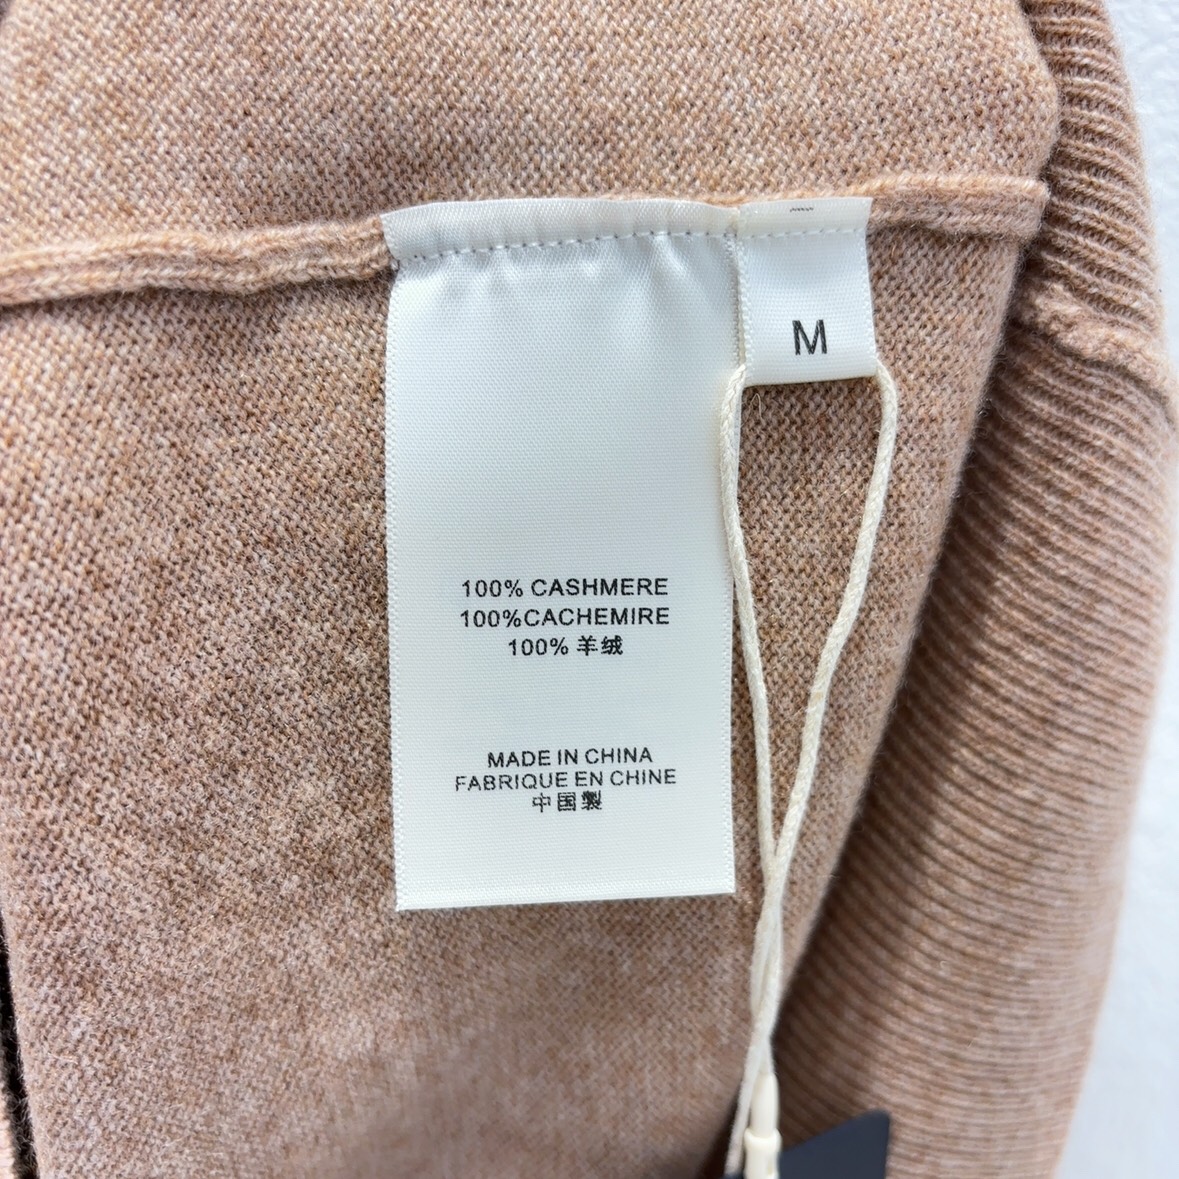 M
100% CASHMERE
100%CACHEMIRE
100% 羊绒
MADE IN CHINA
FABRIQUE EN CHINE
中国製